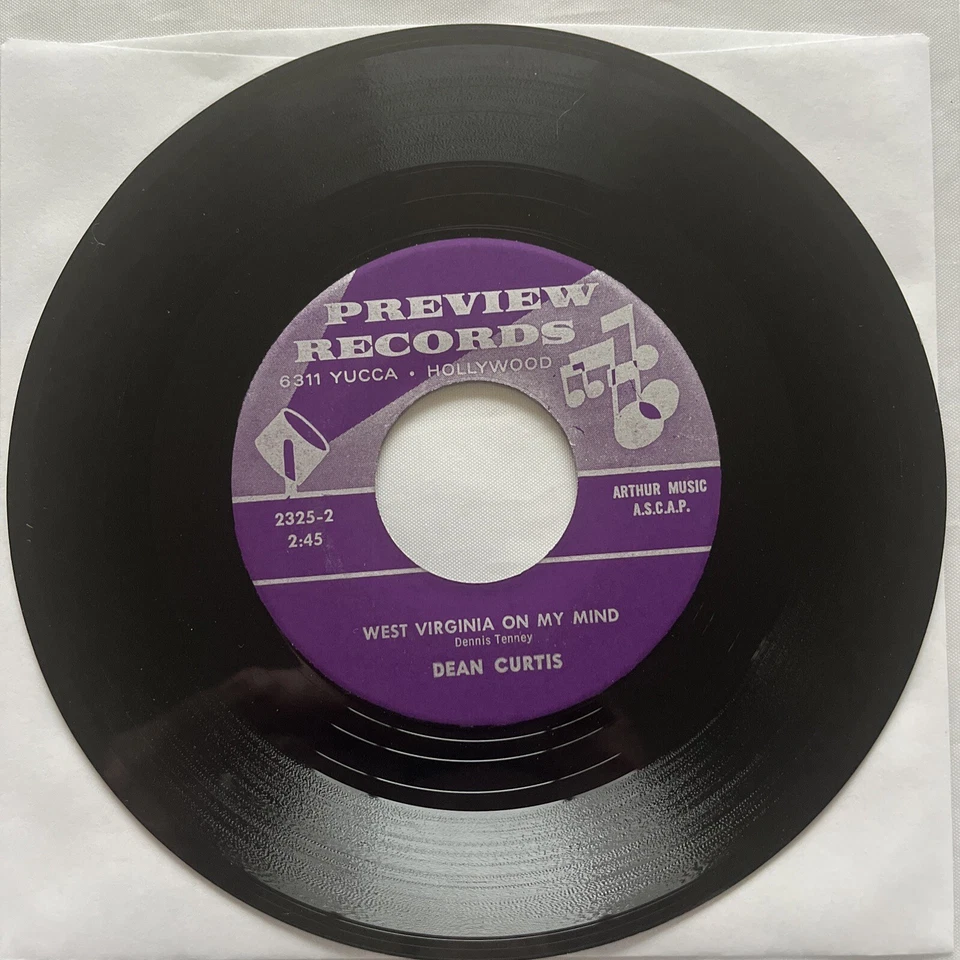 PREVIEW
RECORDS
6311 YUCCA • HOLLYWOOD
ARTHUR MUSIC
A.S.C.A.P.
2325-2
2:45
WEST VIRGINIA ON MY MIND
Dennis Tenney
DEAN CURTIS